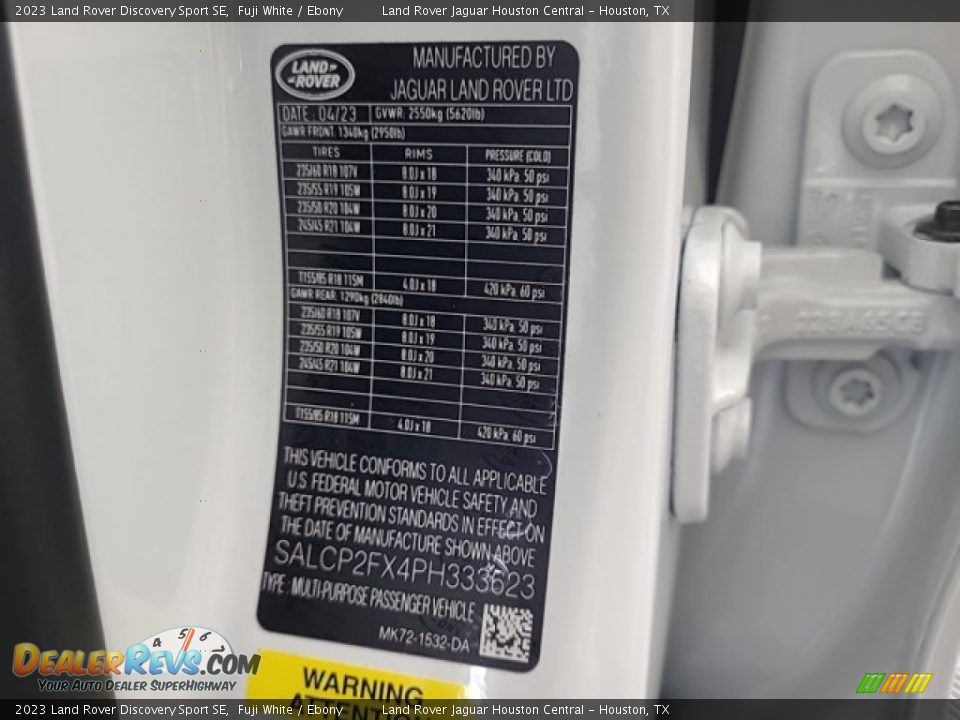 2023 Land Rover Discovery Sport SE, Fuji White / Ebony Land Rover Jaguar Houston Central - Houston, TX
LAND-
-ROVER
MANUFACTURED BY
JAGUAR LAND ROVER LTD
DATE: 04/23 GVWR: 2550kg (5620lb)
GAWR FRONT: 1340kg (2950lb)
TIRES RIMS PRESSURE (COLD)
235/60 R18 107V 8.0J x 18 340 kPa, 50 psi
235/55 R19 105W 8.0J x 19 340 kPa, 50 psi
235/50 R20 104W 8.0J x 20 340 kPa, 50 psi
245/45 R21 104W 8.0J x 21 340 kPa, 50 psi
T155/85 R18 115M 4.0J x 18 420 kPa, 60 psi
GAWR REAR: 1290kg (2840lb)
235/60 R18 107V 8.0J x 18 340 kPa, 50 psi
235/55 R19 105W 8.0J x 19 340 kPa, 50 psi
235/50 R20 104W 8.0J x 20 340 kPa, 50 psi
245/45 R21 104W 8.0J x 21 340 kPa, 50 psi
T155/85 R18 115M 4.0J x 18 420 kPa, 60 psi
THIS VEHICLE CONFORMS TO ALL APPLICABLE
U.S. FEDERAL MOTOR VEHICLE SAFETY AND
THEFT PREVENTION STANDARDS IN EFFECT ON
THE DATE OF MANUFACTURE SHOWN ABOVE
SALCP2FX4PH333623
TYPE: MULTI-PURPOSE PASSENGER VEHICLE
MK72-1532-DA
WARNING
ATTENTION
4 5 6
DEALERREVS.COM
YOUR AUTO DEALER SUPERHIGHWAY
2023 Land Rover Discovery Sport SE, Fuji White / Ebony Land Rover Jaguar Houston Central - Houston, TX